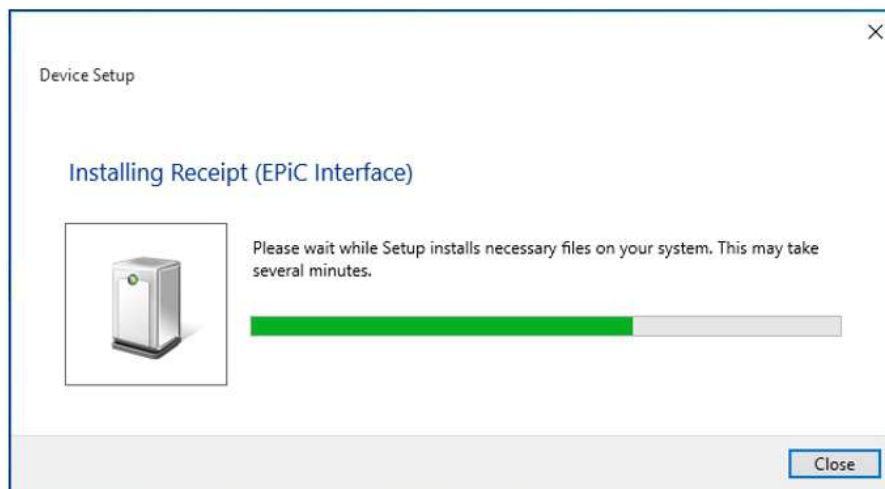 Device Setup
Installing Receipt (EPiC Interface)
Please wait while Setup installs necessary files on your system. This may take
several minutes.
Close